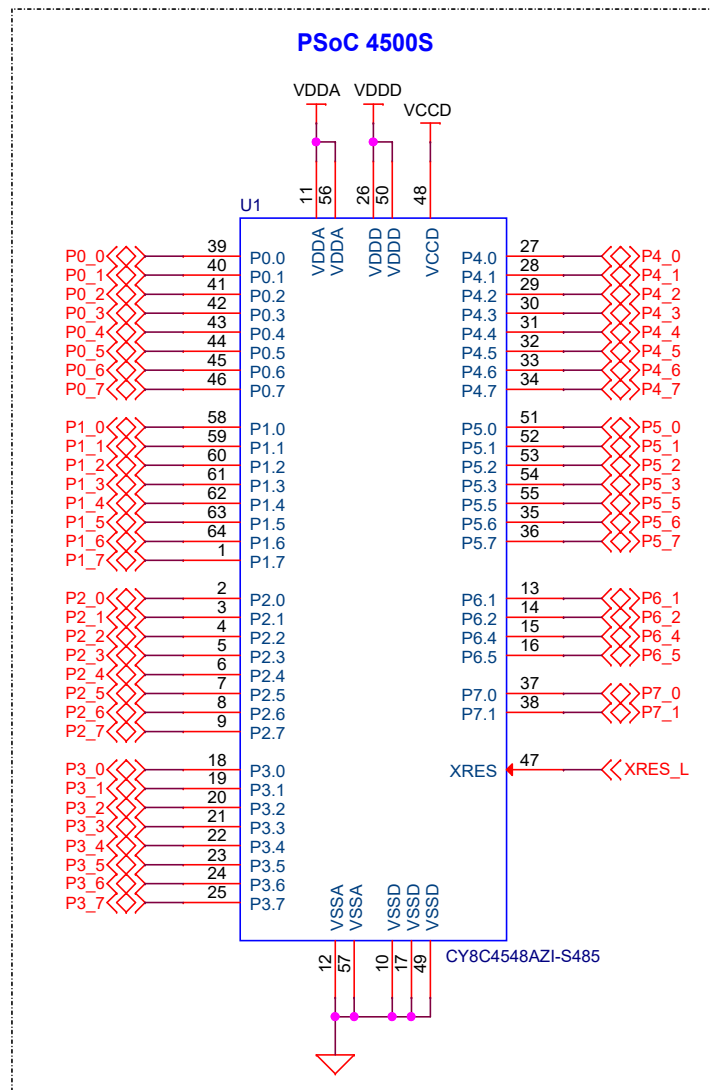 PSoC 4500S
VDDA VDDD VCCD
11 56 26 50 48
U1
VDDA VDDA VDDD VDDD VCCD
P0_0 39 P0.0 P4.0 27 P4_0
P0_1 40 P0.1 P4.1 28 P4_1
P0_2 41 P0.2 P4.2 29 P4_2
P0_3 42 P0.3 P4.3 30 P4_3
P0_4 43 P0.4 P4.4 31 P4_4
P0_5 44 P0.5 P4.5 32 P4_5
P0_6 45 P0.6 P4.6 33 P4_6
P0_7 46 P0.7 P4.7 34 P4_7
P1_0 58 P1.0 P5.0 51 P5_0
P1_1 59 P1.1 P5.1 52 P5_1
P1_2 60 P1.2 P5.2 53 P5_2
P1_3 61 P1.3 P5.3 54 P5_3
P1_4 62 P1.4 P5.5 55 P5_5
P1_5 63 P1.5 P5.6 35 P5_6
P1_6 64 P1.6 P5.7 36 P5_7
P1_7 1 P1.7
P2_0 2 P2.0 P6.1 13 P6_1
P2_1 3 P2.1 P6.2 14 P6_2
P2_2 4 P2.2 P6.4 15 P6_4
P2_3 5 P2.3 P6.5 16 P6_5
P2_4 6 P2.4
P2_5 7 P2.5 P7.0 37 P7_0
P2_6 8 P2.6 P7.1 38 P7_1
P2_7 9 P2.7
P3_0 18 P3.0 XRES 47 XRES_L
P3_1 19 P3.1
P3_2 20 P3.2
P3_3 21 P3.3
P3_4 22 P3.4
P3_5 23 P3.5
P3_6 24 P3.6
P3_7 25 P3.7
VSSA VSSA VSSD VSSD VSSD
12 57 10 17 49
CY8C4548AZI-S485